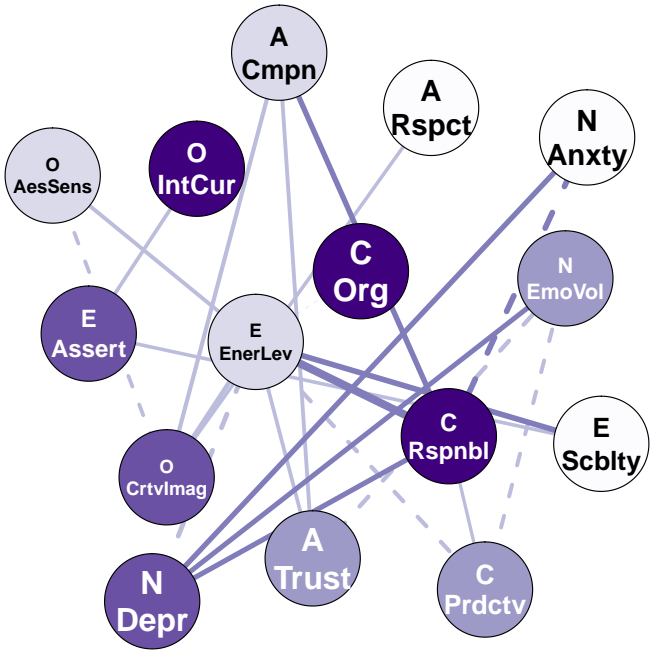 A
Cmpn
A
Rspct
N
Anxty
O
IntCur
O
AesSens
C
Org
N
EmoVol
E
Assert
E
EnerLev
C
Rspnbl
E
Scblty
O
CrtvImag
A
Trust
C
Prdctv
N
Depr